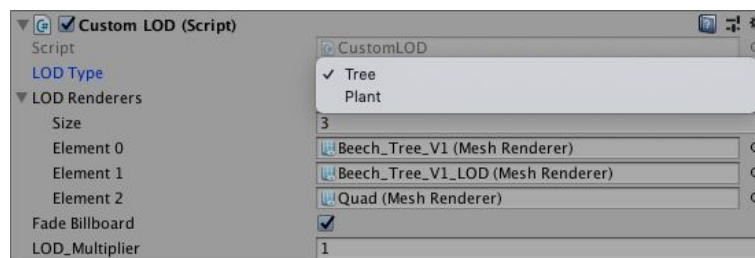 Custom LOD (Script)
Script CustomLOD
LOD Type Tree
Plant
LOD Renderers
Size 3
Element 0 Beech_Tree_V1 (Mesh Renderer)
Element 1 Beech_Tree_V1_LOD (Mesh Renderer)
Element 2 Quad (Mesh Renderer)
Fade Billboard
LOD_Multiplier 1